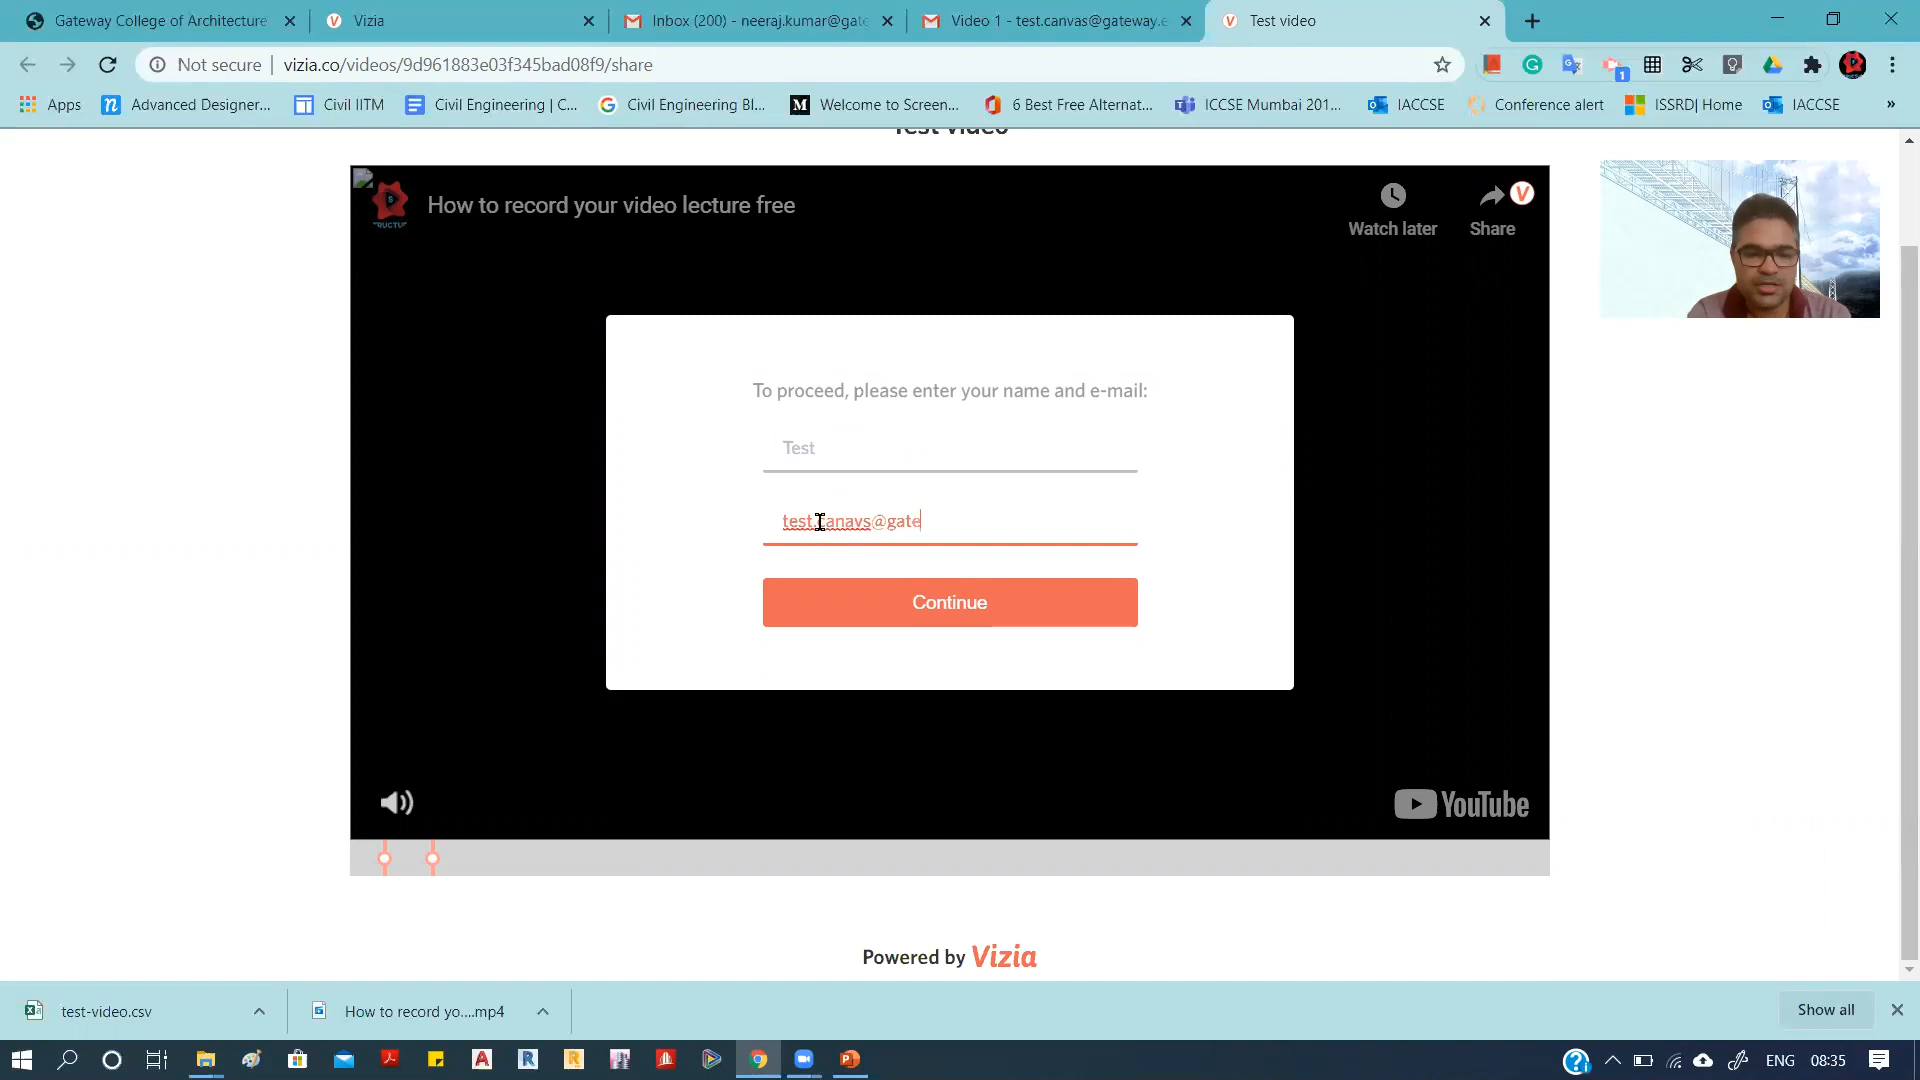 Gateway College of Architecture
Vizia
Inbox (200) - neeraj.kumar@gate
Video 1 - test.canvas@gateway.e
Test video
Not secure
vizia.co/videos/9d961883e03f345bad08f9/share
1
Apps
Advanced Designer...
Civil IITM
Civil Engineering | C...
Civil Engineering Bl...
Welcome to Screen...
6 Best Free Alternat...
ICCSE Mumbai 201...
IACCSE
Conference alert
ISSRD| Home
IACCSE
»
Test video
How to record your video lecture free
Watch later
Share
To proceed, please enter your name and e-mail:
Test
test.canavs@gate
Continue
YouTube
Powered by Vizia
test-video.csv
How to record yo....mp4
Show all
ENG
08:35